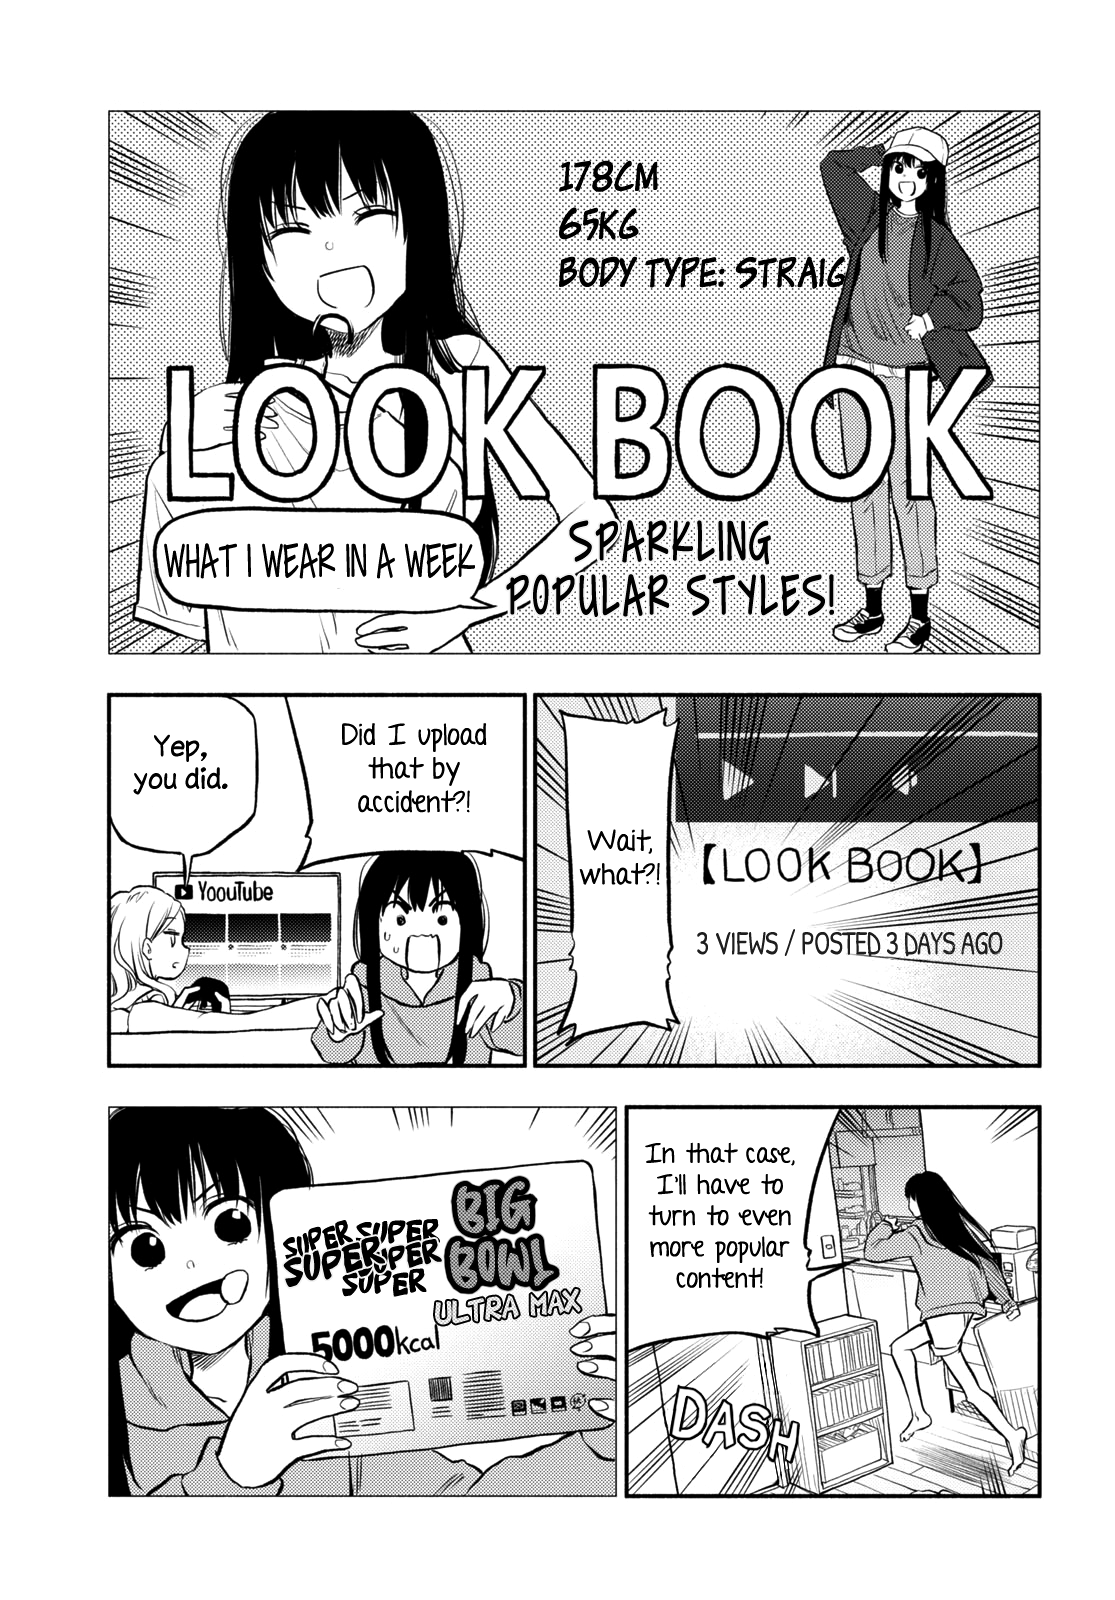 178CM
65KG
BODY TYPE: STRAIG
LOOK BOOK
WHAT I WEAR IN A WEEK
SPARKLING
POPULAR STYLES!
Wait,
what?!
【LOOK BOOK】
3 VIEWS / POSTED 3 DAYS AGO
Did I upload
that by
accident?!
Yep,
you did.
YoouTube
In that case,
I'll have to
turn to even
more popular
content!
DASH
SUPER SUPER
SUPER SUPER
SUPER
BIG
BOWL
ULTRA MAX
5000kcal